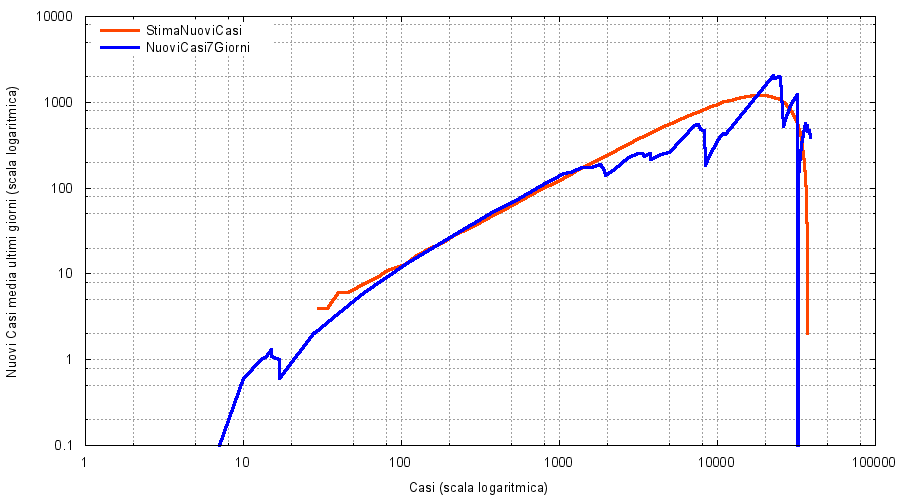 10000
1000
100
10
1
0.1
StimaNuoviCasi
NuoviCasi7Giorni
Nuovi Casi media ultimi giorni (scala logaritmica)
1 10 100 1000 10000 100000
Casi (scala logaritmica)